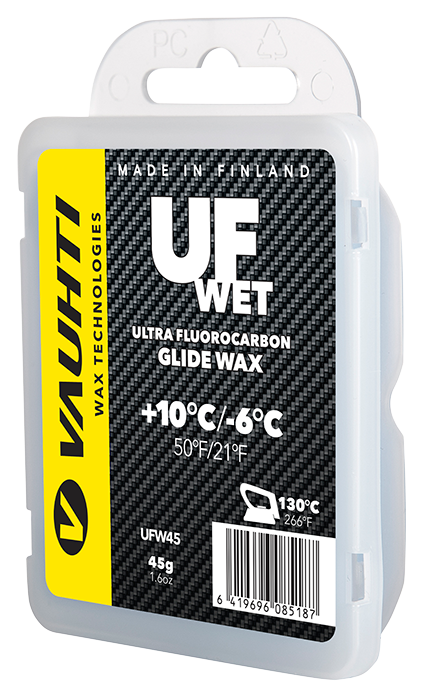 PC
MADE IN FINLAND
UF
WET
ULTRA FLUOROCARBON
GLIDE WAX
+10°C/-6°C
50°F/21°F
130°C
266°F
UFW45
45g
1.6oz
6 419696 085187
VAUHTI
WAX TECHNOLOGIES